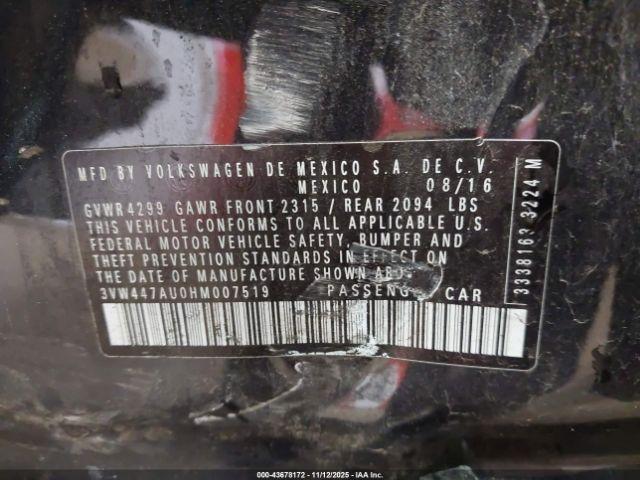 MFD BY VOLKSWAGEN DE MEXICO S.A. DE C.V.
MEXICO 08/16
GVWR 4299 GAWR FRONT 2315 / REAR 2094 LBS
THIS VEHICLE CONFORMS TO ALL APPLICABLE U.S.
FEDERAL MOTOR VEHICLE SAFETY, BUMPER AND
THEFT PREVENTION STANDARDS IN EFFECT ON
THE DATE OF MANUFACTURE SHOWN
3VW447AU0HM007519 CAR
3338163 3224 M
000-43678172 - 11/12/2025 - IAA Inc.